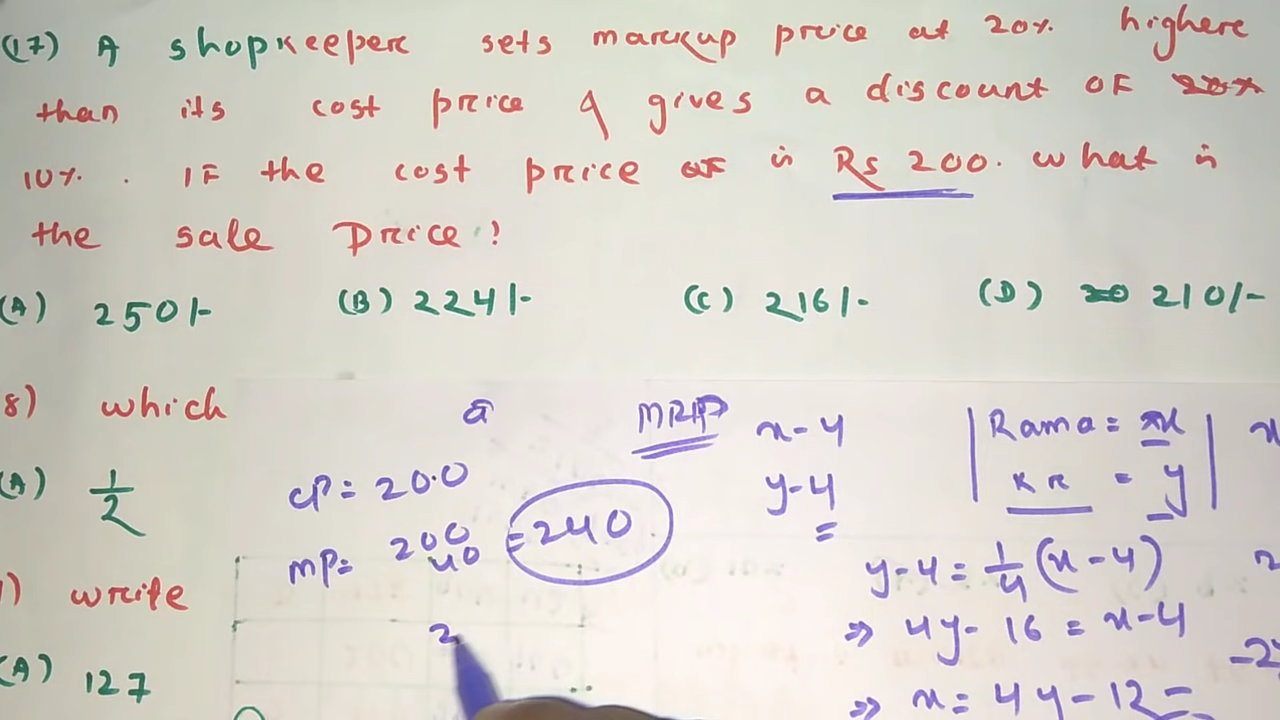 (17) A shopkeeper sets markup price at 20% highere
than its cost price & gives a discount OF
10%. IF the cost price is Rs 200. what is
the sale price?
(A) 250/- (B) 224/- (C) 216/- (D) 210/-
8) which
(A) 1/2
MRP
CP = 200
MP = 200
40 = 240
x-4
y-4
=
Rama = x
KR = y
y-4 = 1/4 (x-4)
⇒ 4y - 16 = x-4
⇒ x = 4y-12
) write
(A) 127
2